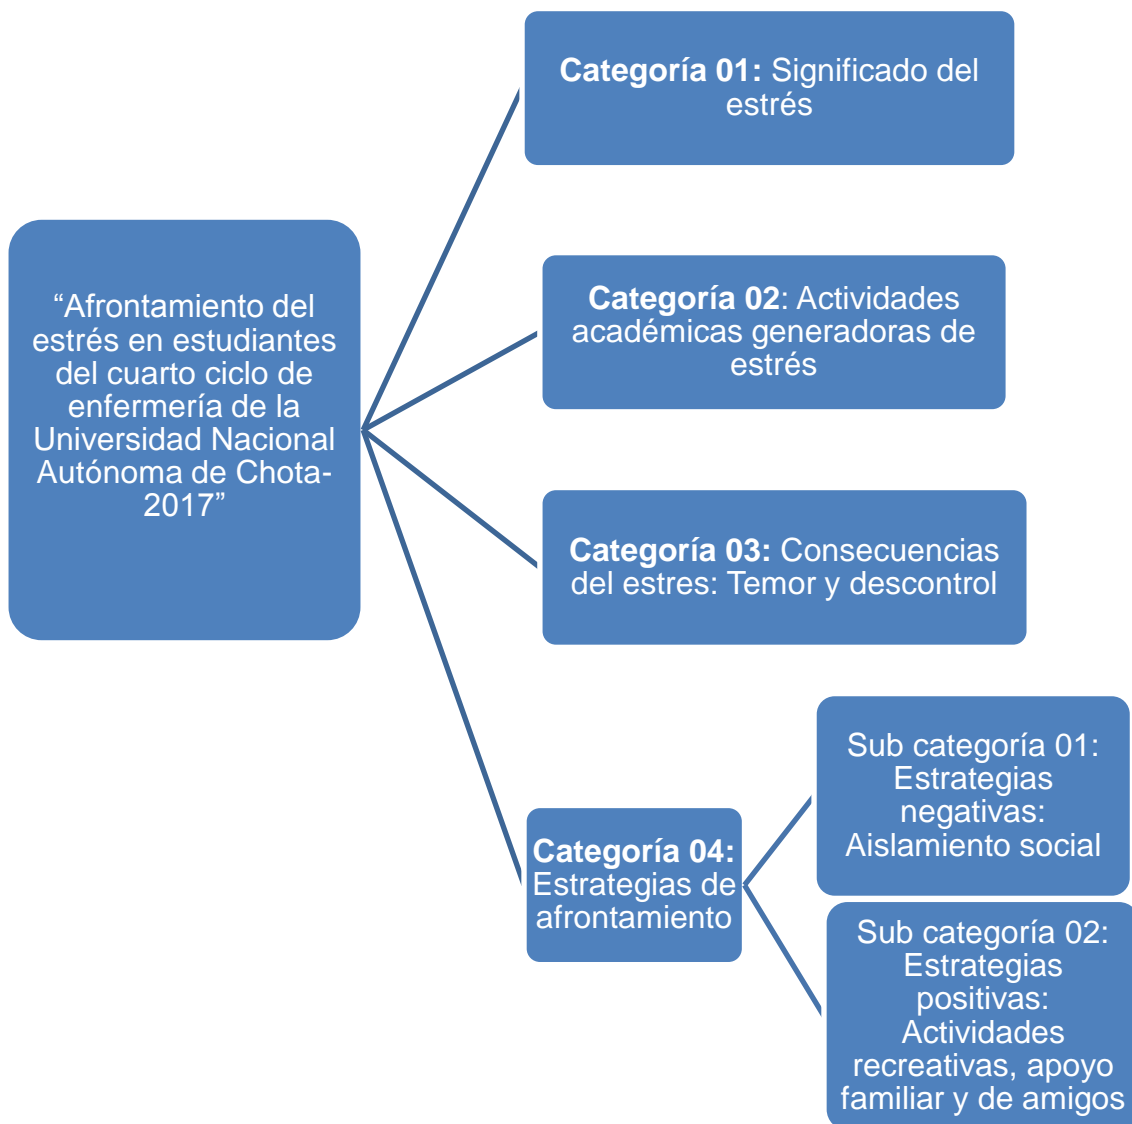 “Afrontamiento del
estrés en estudiantes
del cuarto ciclo de
enfermería de la
Universidad Nacional
Autónoma de Chota-
2017”
Categoría 01: Significado del
estrés
Categoría 02: Actividades
académicas generadoras de
estrés
Categoría 03: Consecuencias
del estres: Temor y descontrol
Categoría 04:
Estrategias de
afrontamiento
Sub categoría 01:
Estrategias
negativas:
Aislamiento social
Sub categoría 02:
Estrategias
positivas:
Actividades
recreativas, apoyo
familiar y de amigos